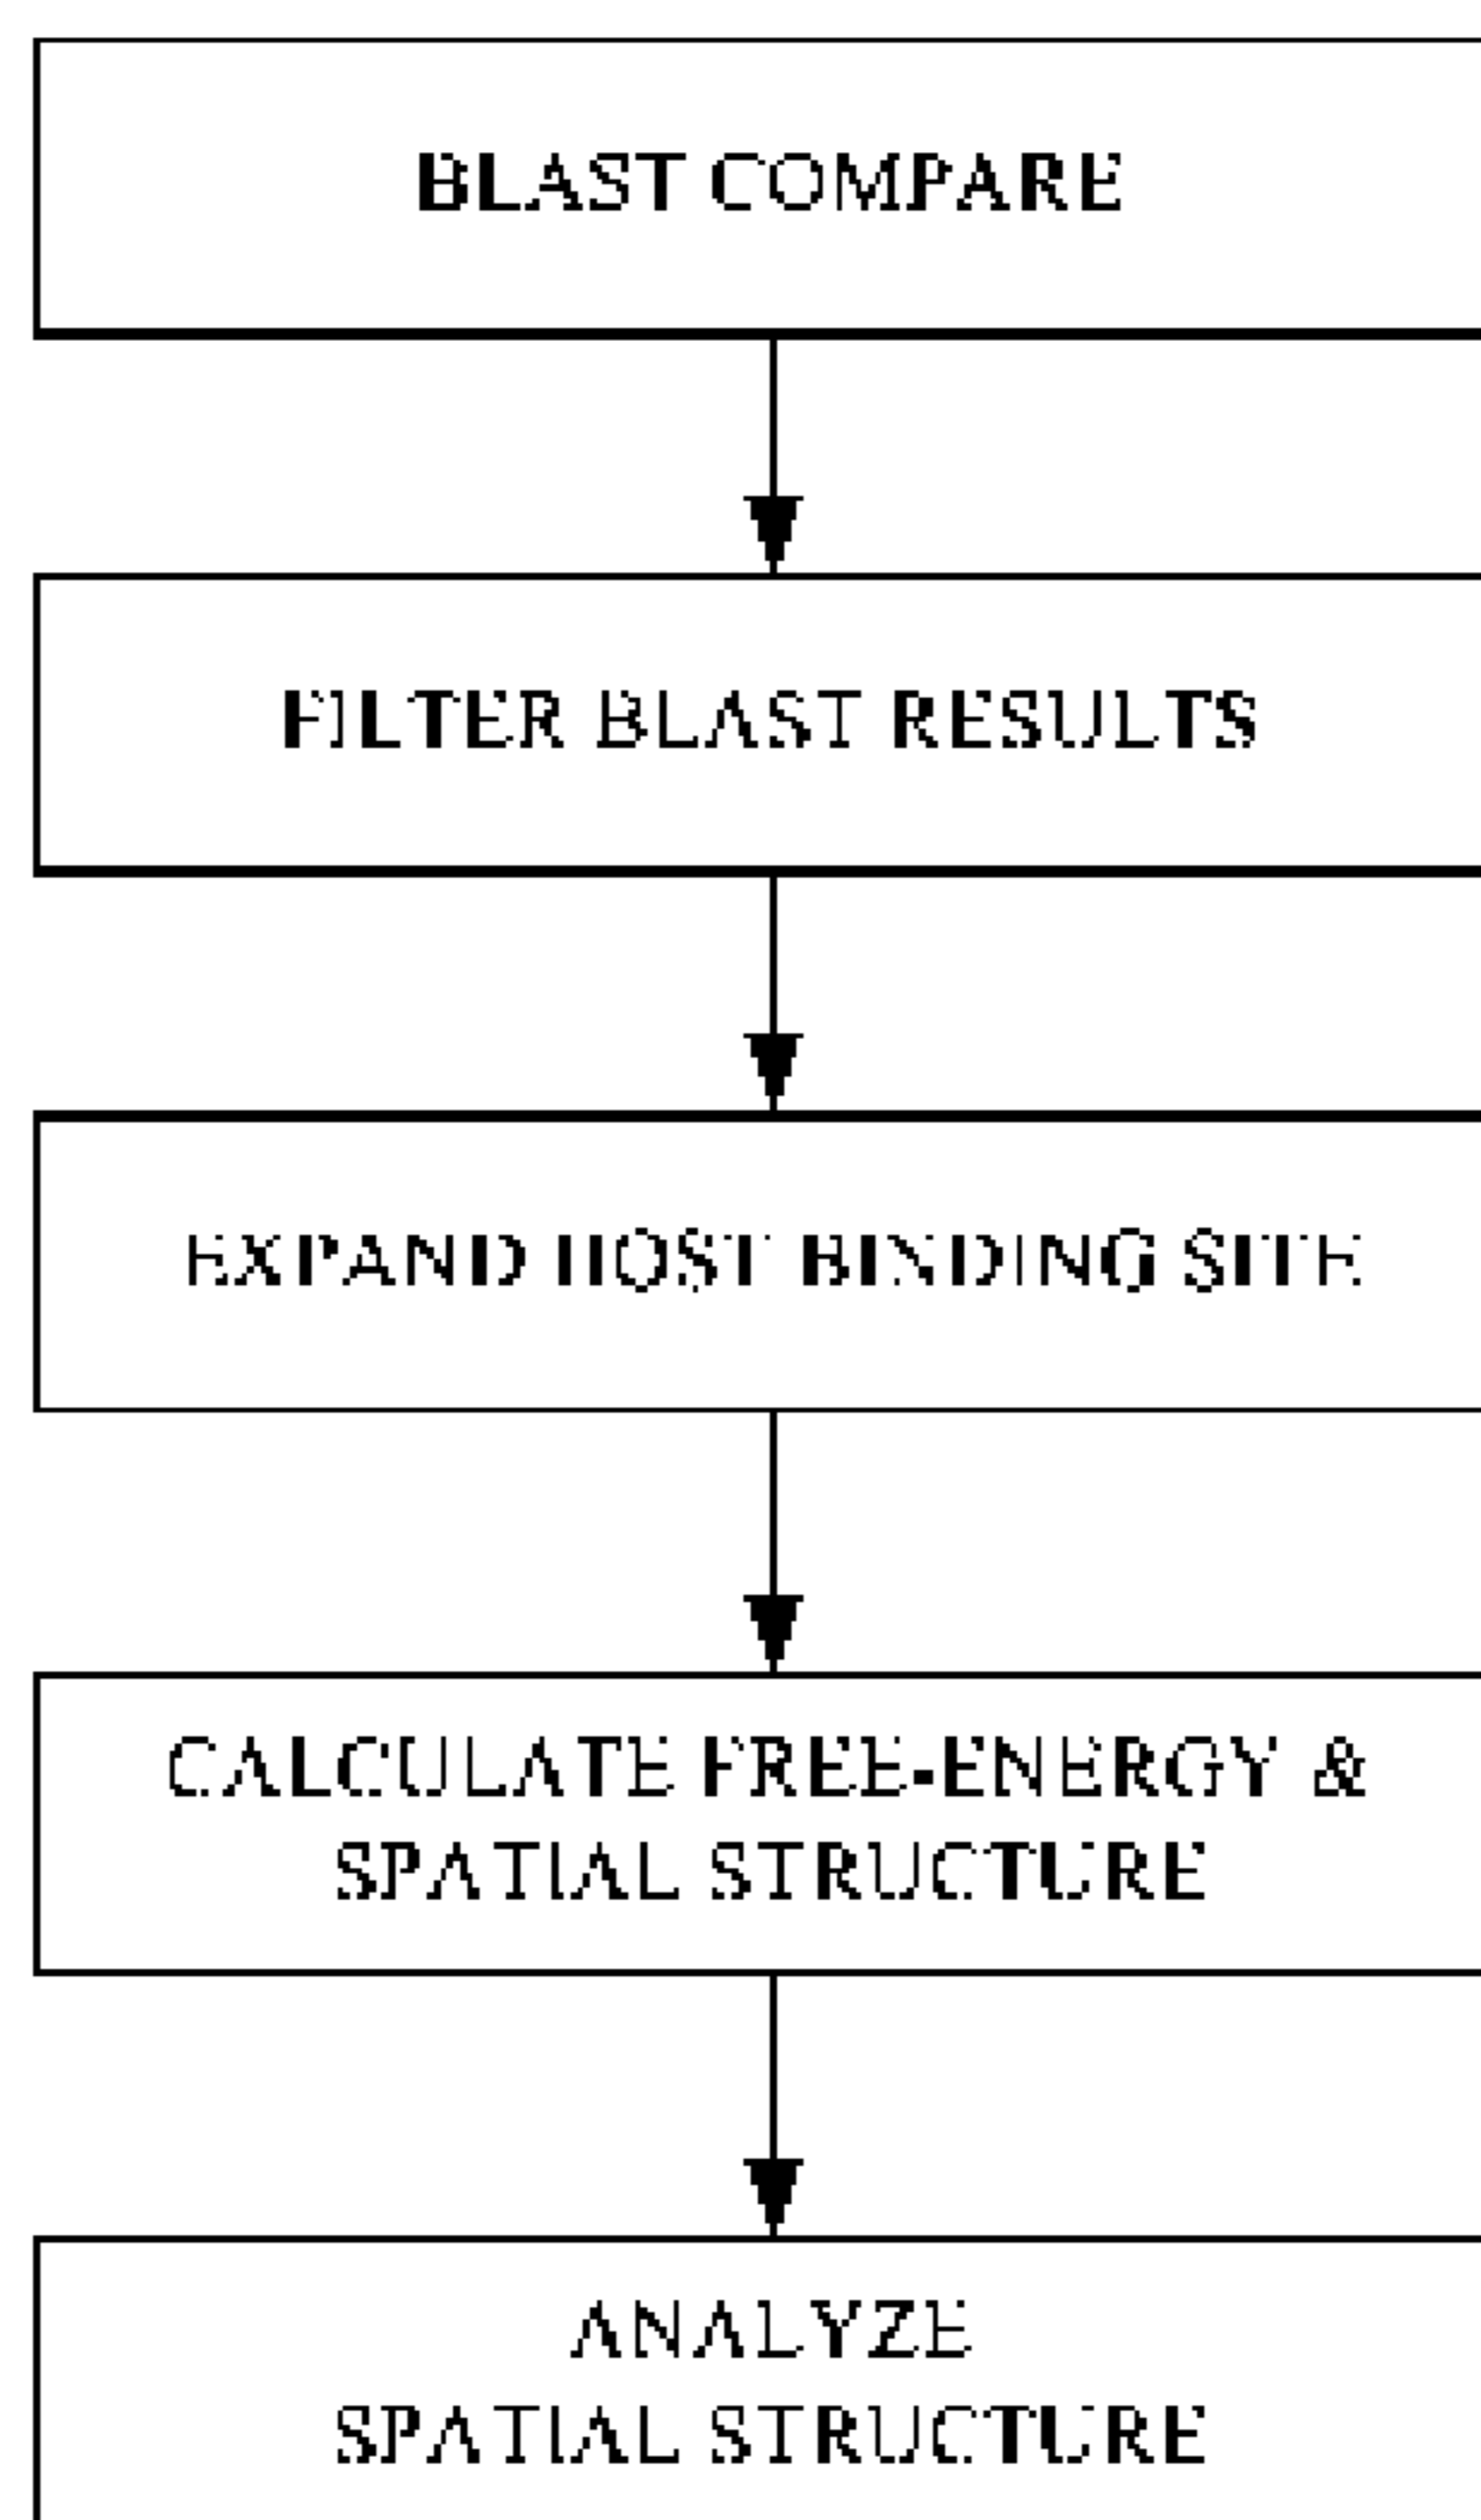 BLAST COMPARE
FILTER BLAST RESULTS
EXPAND HOST BINDING SITE
CALCULATE FREE-ENERGY &
SPATIAL STRUCTURE
ANALYZE
SPATIAL STRUCTURE